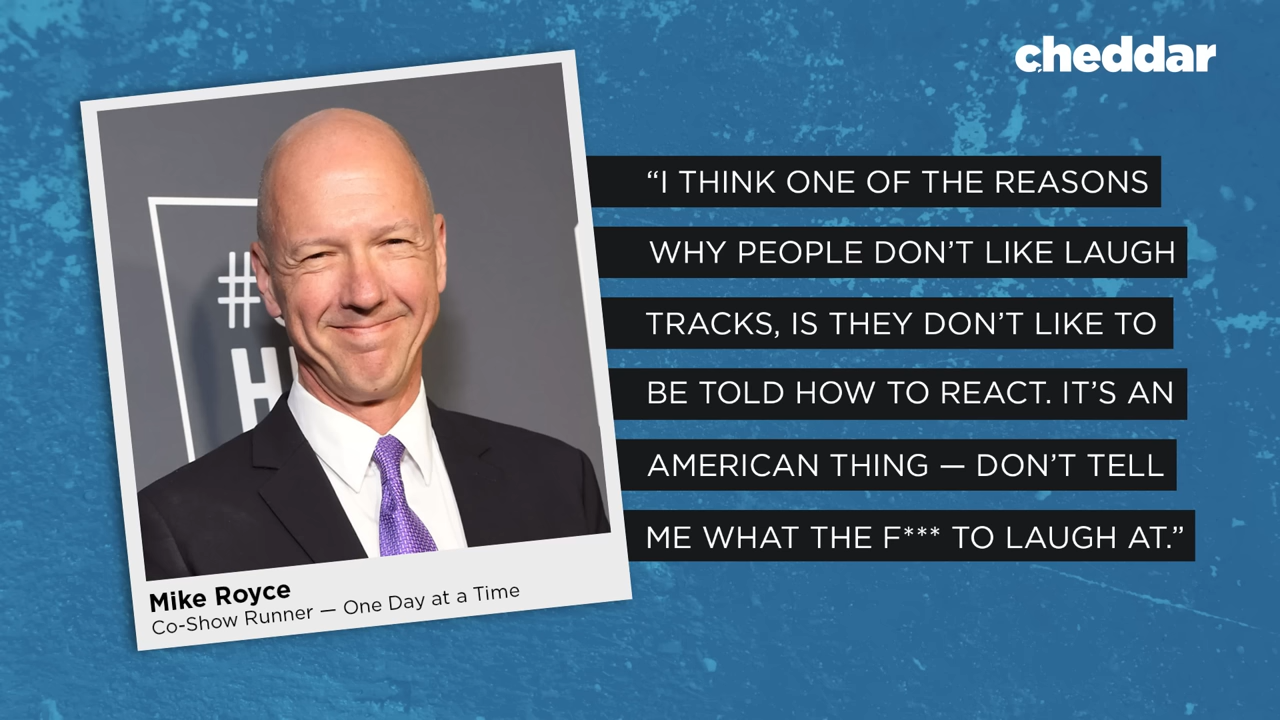 cheddar
“I THINK ONE OF THE REASONS
WHY PEOPLE DON’T LIKE LAUGH
TRACKS, IS THEY DON’T LIKE TO
BE TOLD HOW TO REACT. IT’S AN
AMERICAN THING — DON’T TELL
ME WHAT THE F*** TO LAUGH AT.”
#
H
Mike Royce
Co-Show Runner — One Day at a Time